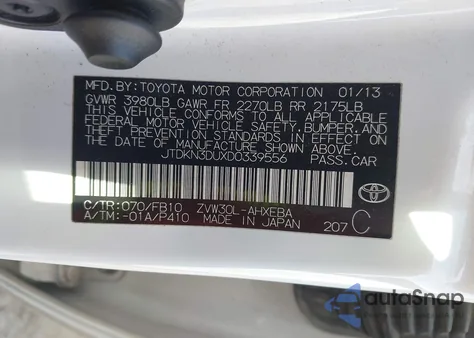 MFD.BY:TOYOTA MOTOR CORPORATION 01/13
GVWR 3980LB GAWR FR 2270LB RR 2175LB
THIS VEHICLE CONFORMS TO ALL APPLICABLE
FEDERAL MOTOR VEHICLE SAFETY,BUMPER,AND
THEFT PREVENTION STANDARDS IN EFFECT ON
THE DATE OF MANUFACTURE SHOWN ABOVE.
JTDKN3DUXD0339556 PASS.CAR
C/TR:070/FB10 ZVW30L-AHXEBA
A/TM:-01A/P410 MADE IN JAPAN 207 C
TOYOTA
autoSnap